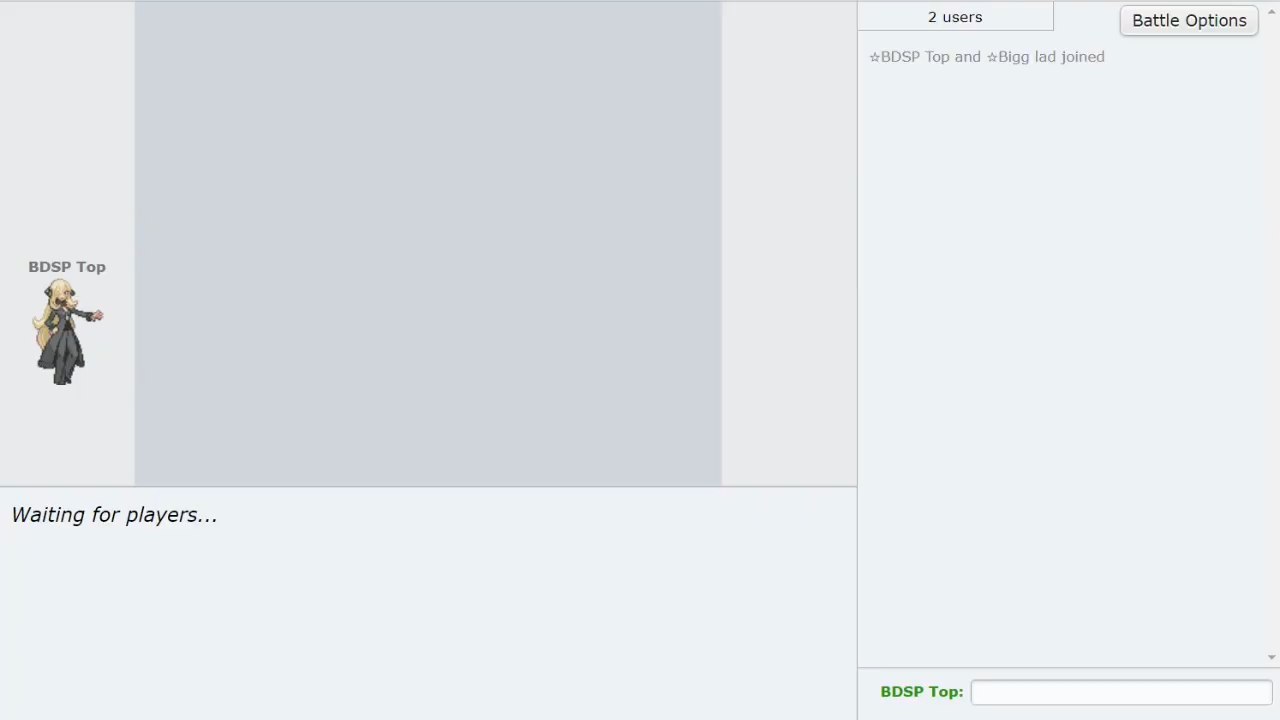 2 users
Battle Options
☆BDSP Top and ☆Bigg lad joined
BDSP Top
Waiting for players...
BDSP Top: